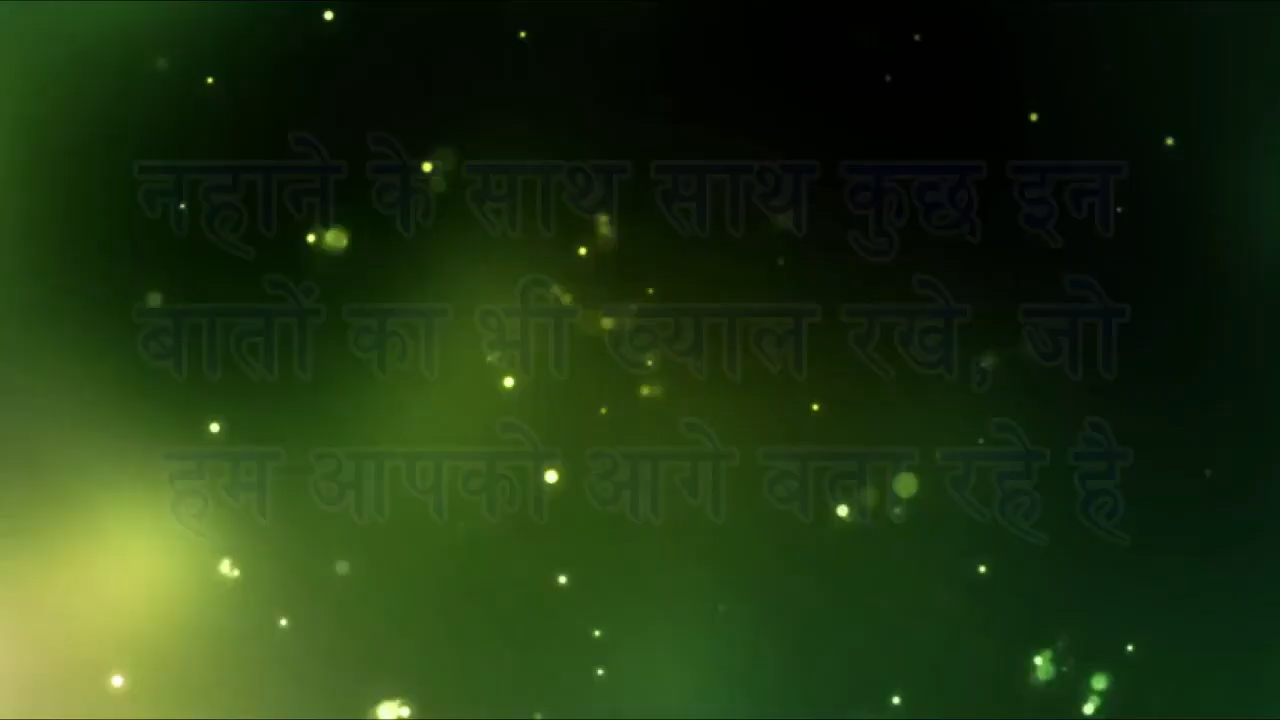 नहाने के साथ साथ कुछ इन
बातों का भी ख्याल रखे, जो
हम आपको आगे बता रहे हे